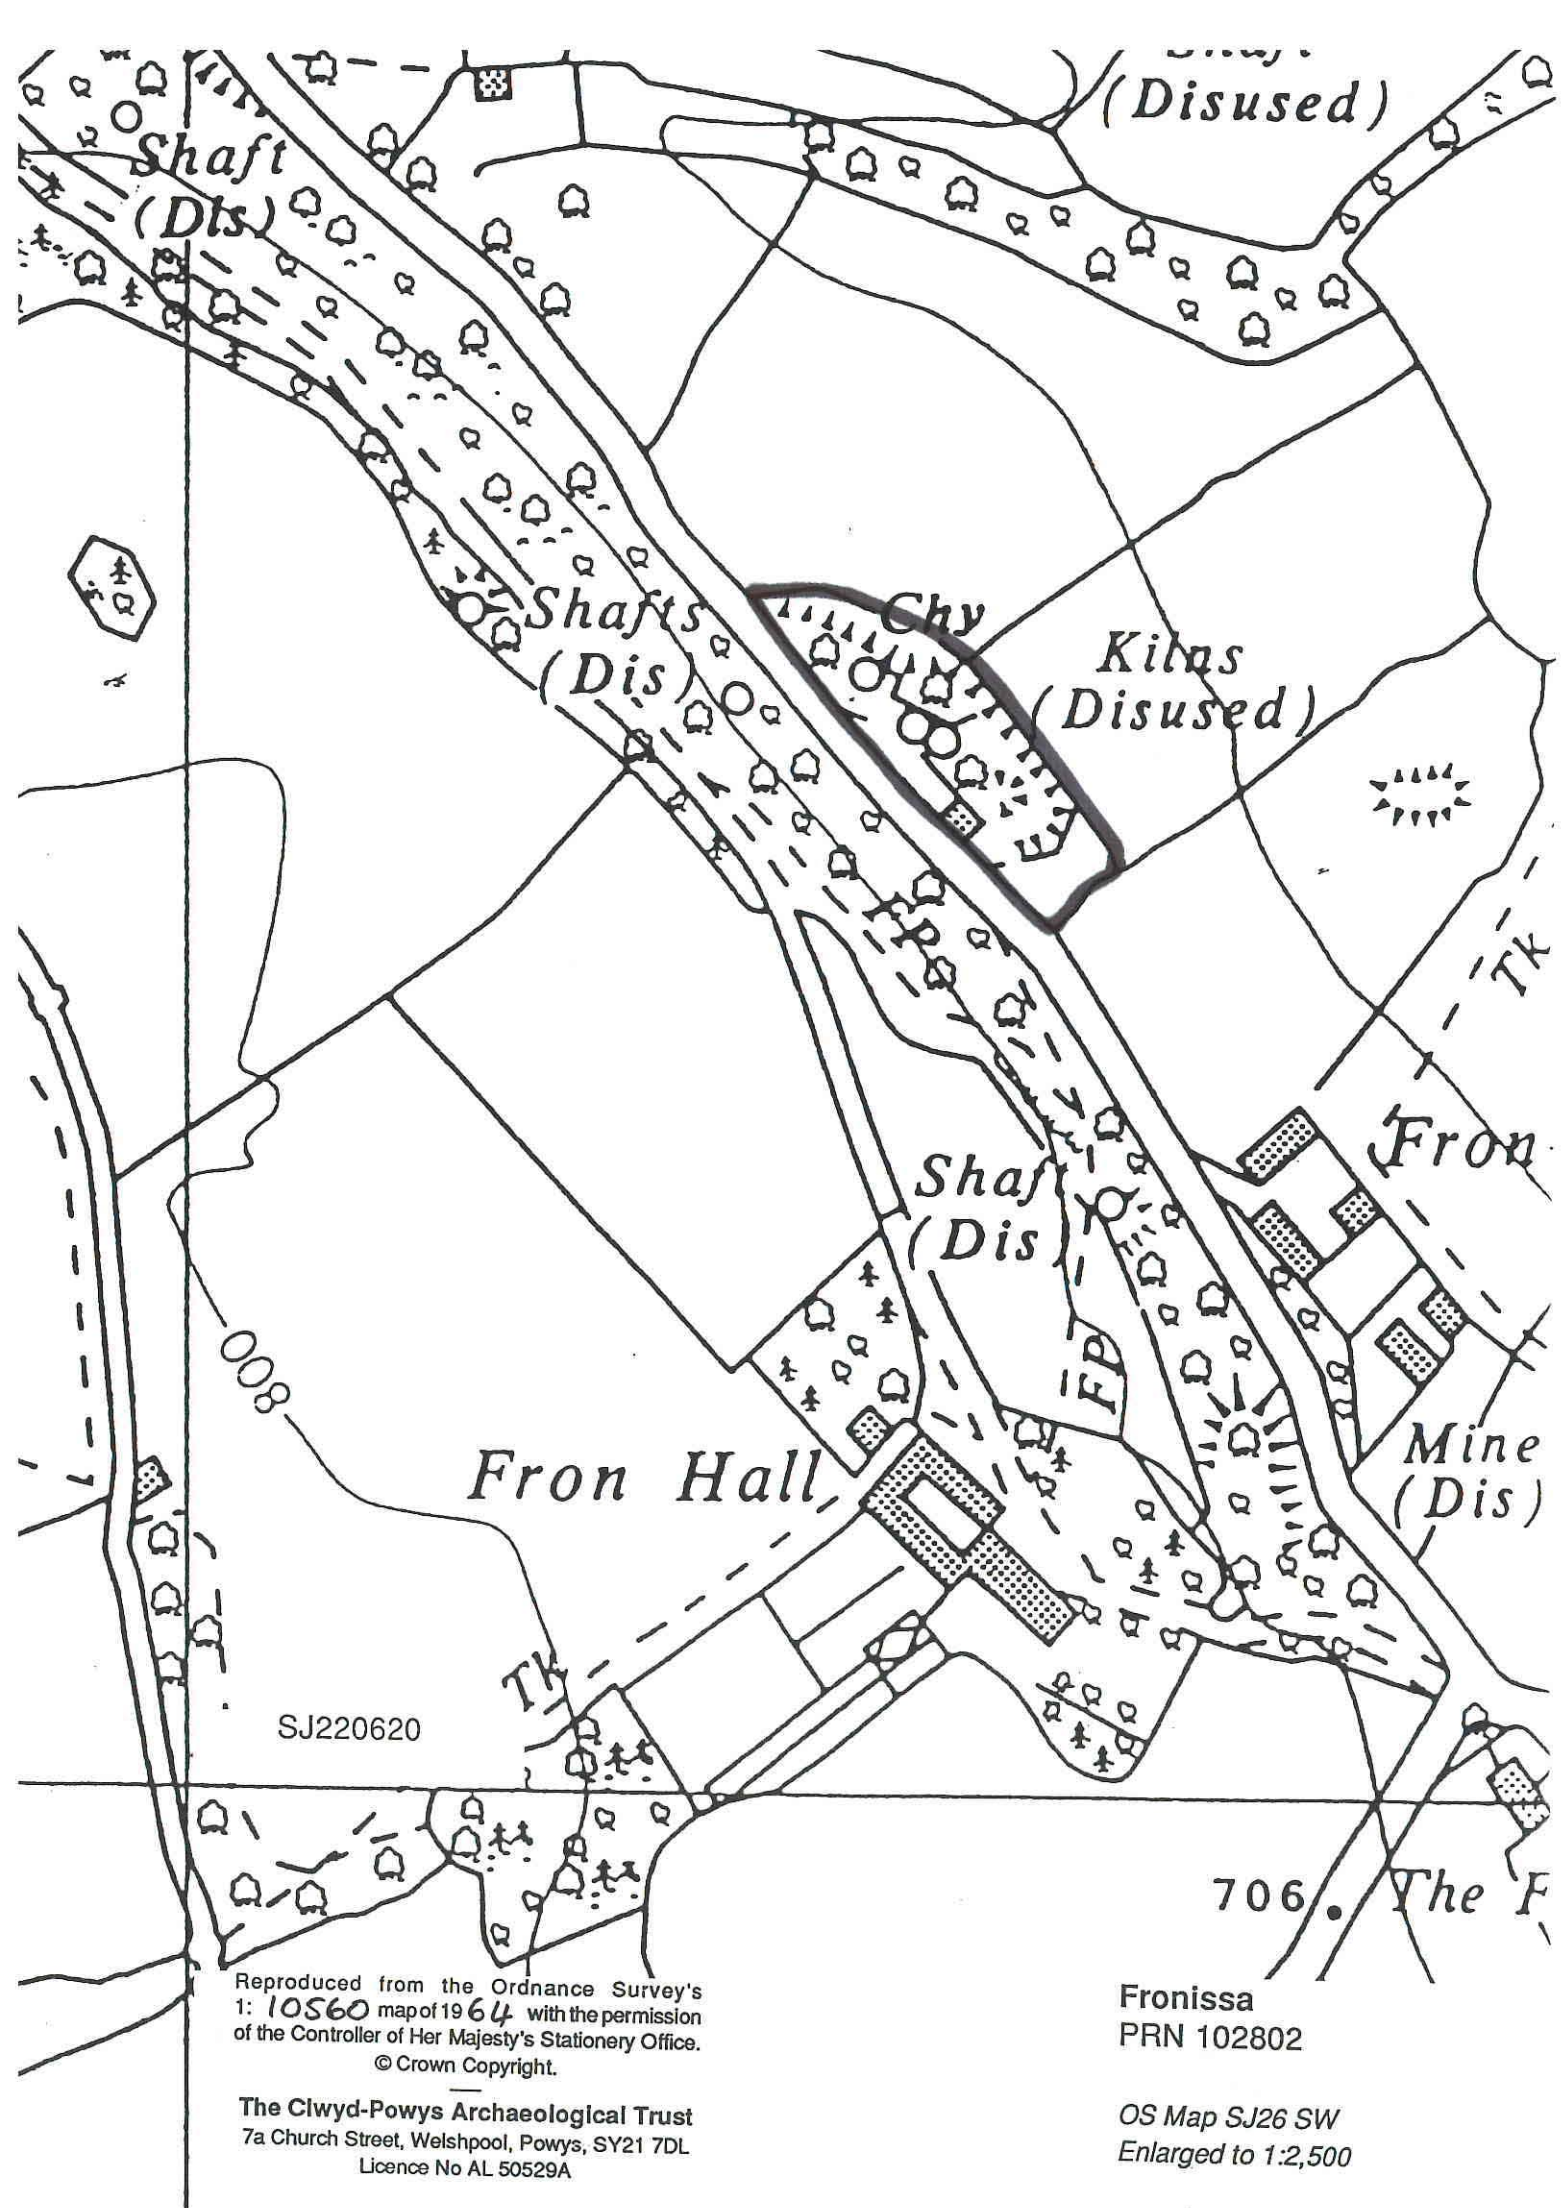 Shaft
(Disused)
Shaft
(Dis)
Shafts
(Dis)
Chy
Kilns
(Disused)
FP
Tk
Fron
Shaft
(Dis)
FP
800
Fron Hall
Mine
(Dis)
Tk
SJ220620
706
The F
Reproduced from the Ordnance Survey's
1: 10560 map of 1964 with the permission
of the Controller of Her Majesty's Stationery Office.
© Crown Copyright.
The Clwyd-Powys Archaeological Trust
7a Church Street, Welshpool, Powys, SY21 7DL
Licence No AL 50529A
Fronissa
PRN 102802
OS Map SJ26 SW
Enlarged to 1:2,500